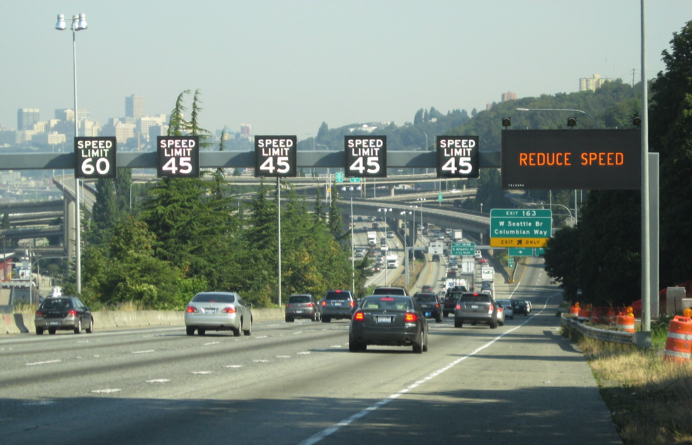 SPEED
LIMIT
60
SPEED
LIMIT
45
SPEED
LIMIT
45
SPEED
LIMIT
45
SPEED
LIMIT
45
REDUCE SPEED
EXIT 163
W Seattle Br
Columbian Way
EXIT ONLY